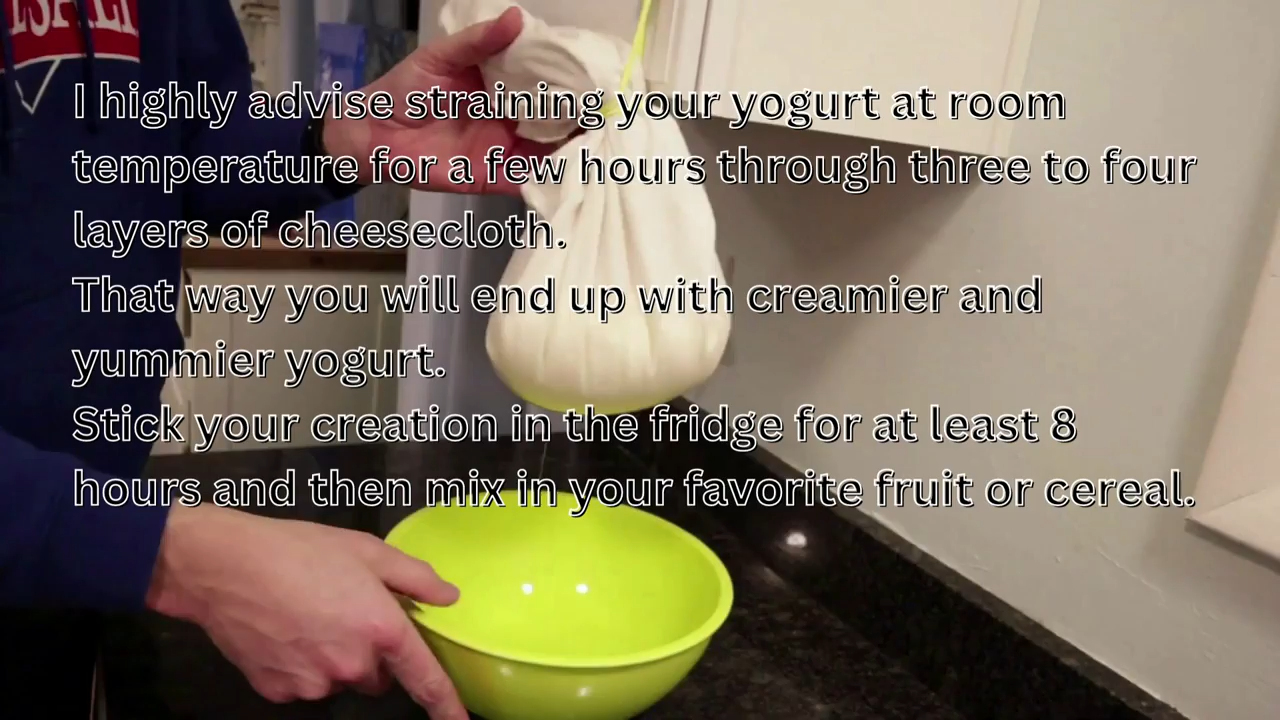 I highly advise straining your yogurt at room
temperature for a few hours through three to four
layers of cheesecloth.
That way you will end up with creamier and
yummier yogurt.
Stick your creation in the fridge for at least 8
hours and then mix in your favorite fruit or cereal.